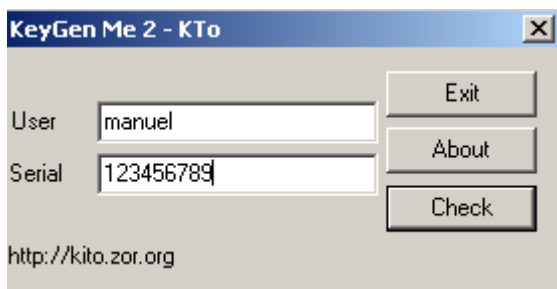 KeyGen Me 2 - KTo
Exit
User manuel
About
Serial 123456789
Check
http://kito.zor.org